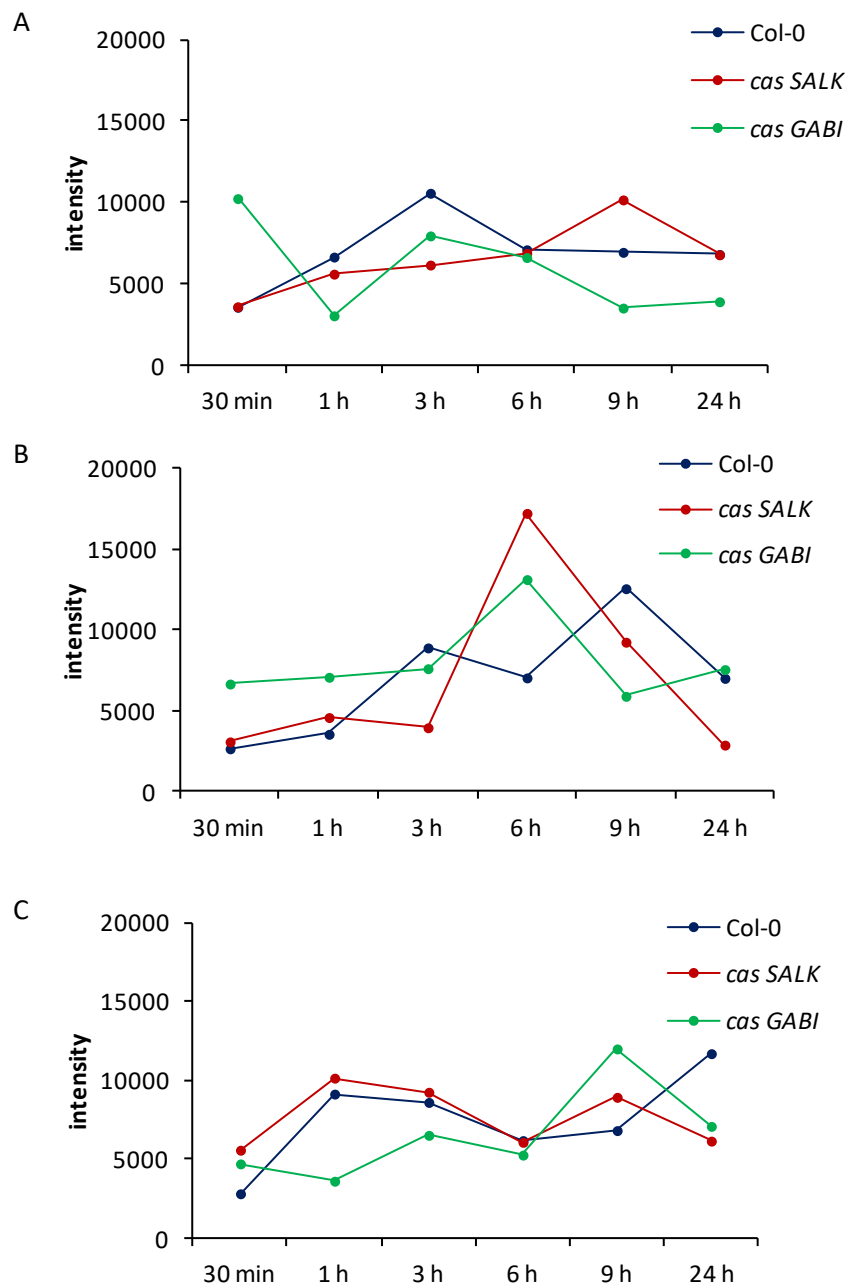 A
20000
15000
10000
5000
0
intensity
Col-0
cas SALK
cas GABI
30 min 1 h 3 h 6 h 9 h 24 h
B
20000
15000
10000
5000
0
intensity
Col-0
cas SALK
cas GABI
30 min 1 h 3 h 6 h 9 h 24 h
C
20000
15000
10000
5000
0
intensity
Col-0
cas SALK
cas GABI
30 min 1 h 3 h 6 h 9 h 24 h